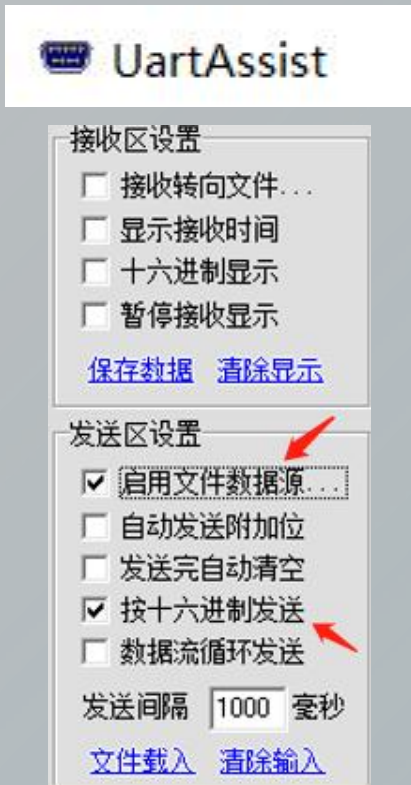 UartAssist
接收区设置
接收转向文件...
显示接收时间
十六进制显示
暂停接收显示
保存数据 清除显示
发送区设置
启用文件数据源...
自动发送附加位
发送完自动清空
按十六进制发送
数据流循环发送
发送间隔 1000 毫秒
文件载入 清除输入